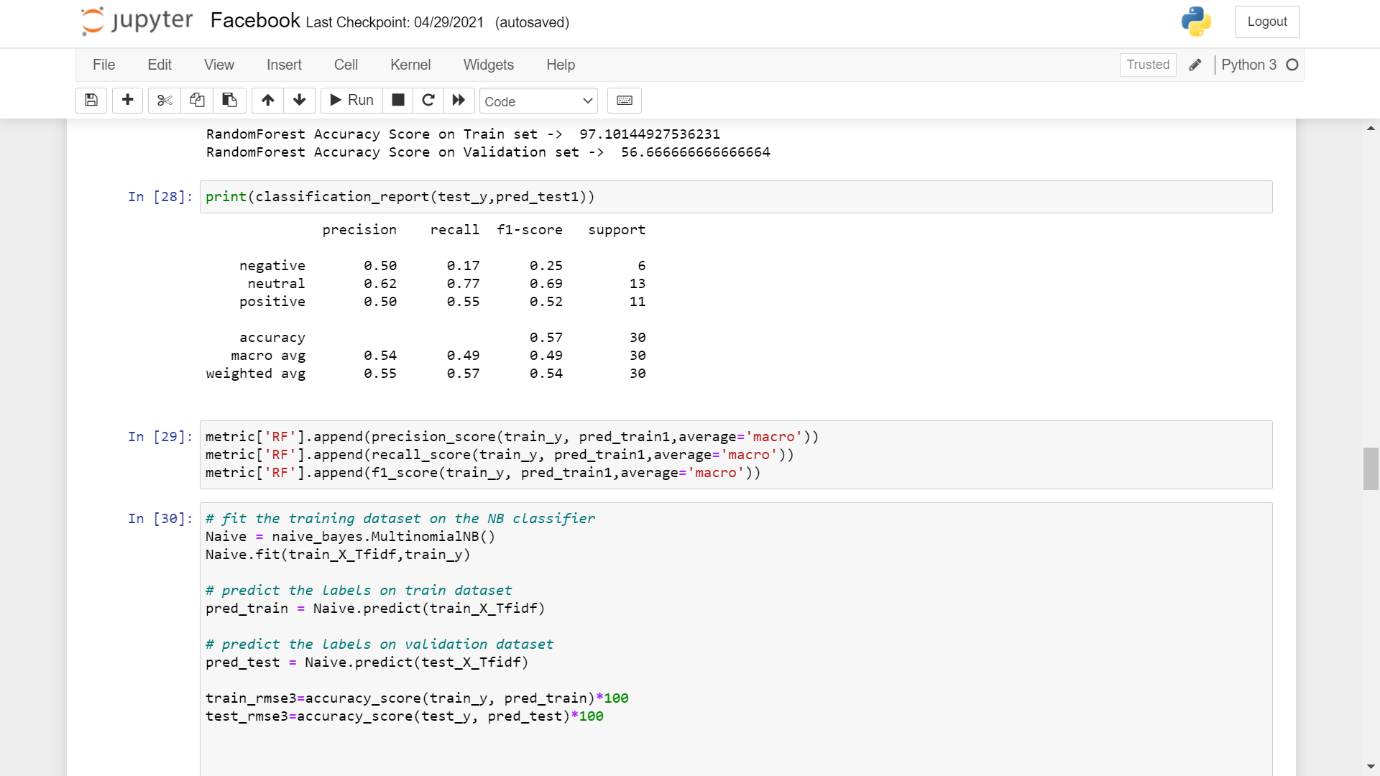 jupyter Facebook Last Checkpoint: 04/29/2021 (autosaved) Logout
File Edit View Insert Cell Kernel Widgets Help Trusted Python 3
Run Code
RandomForest Accuracy Score on Train set -> 97.10144927536231
RandomForest Accuracy Score on Validation set -> 56.666666666666664
In [28]: print(classification_report(test_y,pred_test1))
precision recall f1-score support
negative 0.50 0.17 0.25 6
neutral 0.62 0.77 0.69 13
positive 0.50 0.55 0.52 11
accuracy 0.57 30
macro avg 0.54 0.49 0.49 30
weighted avg 0.55 0.57 0.54 30
In [29]: metric['RF'].append(precision_score(train_y, pred_train1,average='macro'))
metric['RF'].append(recall_score(train_y, pred_train1,average='macro'))
metric['RF'].append(f1_score(train_y, pred_train1,average='macro'))
In [30]: # fit the training dataset on the NB classifier
Naive = naive_bayes.MultinomialNB()
Naive.fit(train_X_Tfidf,train_y)
# predict the labels on train dataset
pred_train = Naive.predict(train_X_Tfidf)
# predict the labels on validation dataset
pred_test = Naive.predict(test_X_Tfidf)
train_rmse3=accuracy_score(train_y, pred_train)*100
test_rmse3=accuracy_score(test_y, pred_test)*100